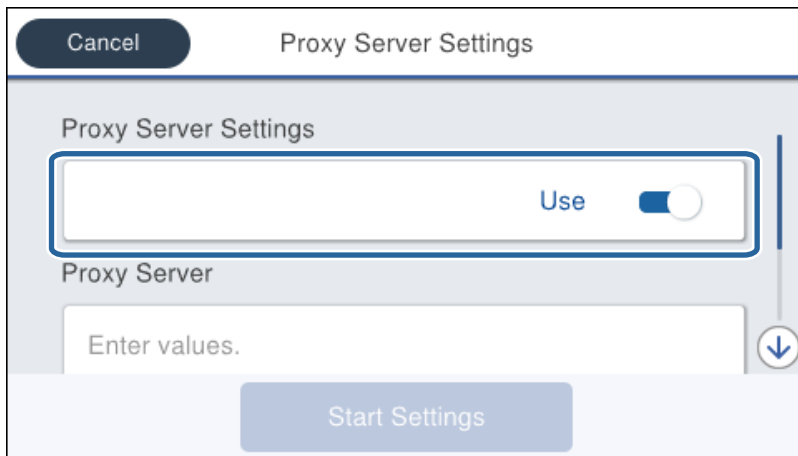 Cancel
Proxy Server Settings
Proxy Server Settings
Use
Proxy Server
Enter values.
Start Settings